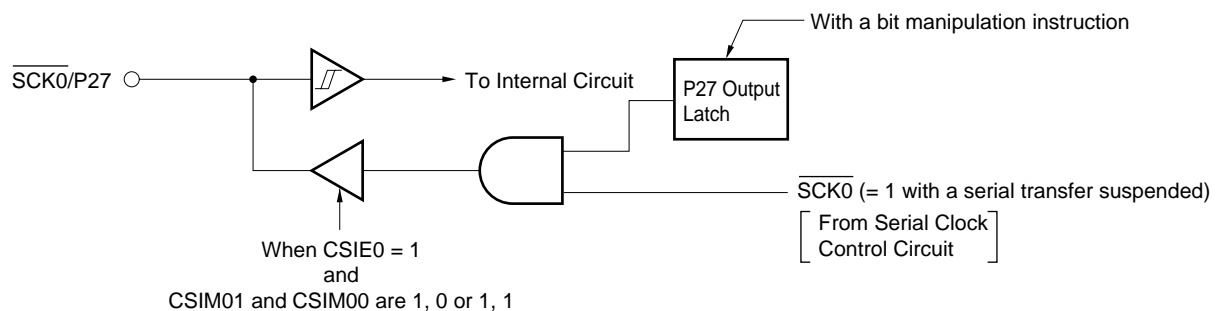 With a bit manipulation instruction
SCK0/P27
To Internal Circuit
P27 Output
Latch
SCK0 (= 1 with a serial transfer suspended)
From Serial Clock
Control Circuit
When CSIE0 = 1
and
CSIM01 and CSIM00 are 1, 0 or 1, 1